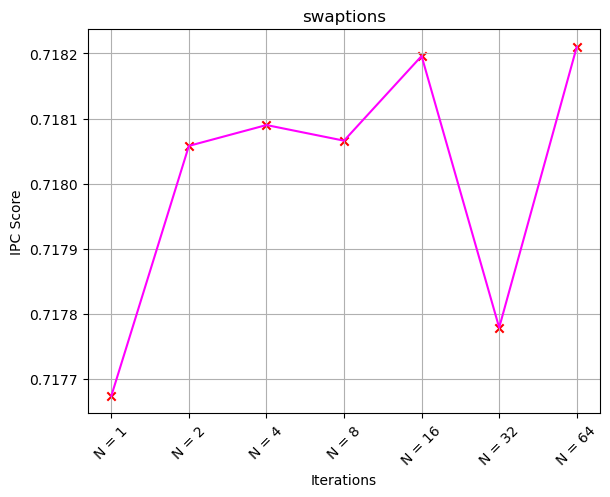 swaptions
IPC Score
0.7182
0.7181
0.7180
0.7179
0.7178
0.7177
N = 1
N = 2
N = 4
N = 8
N = 16
N = 32
N = 64
Iterations